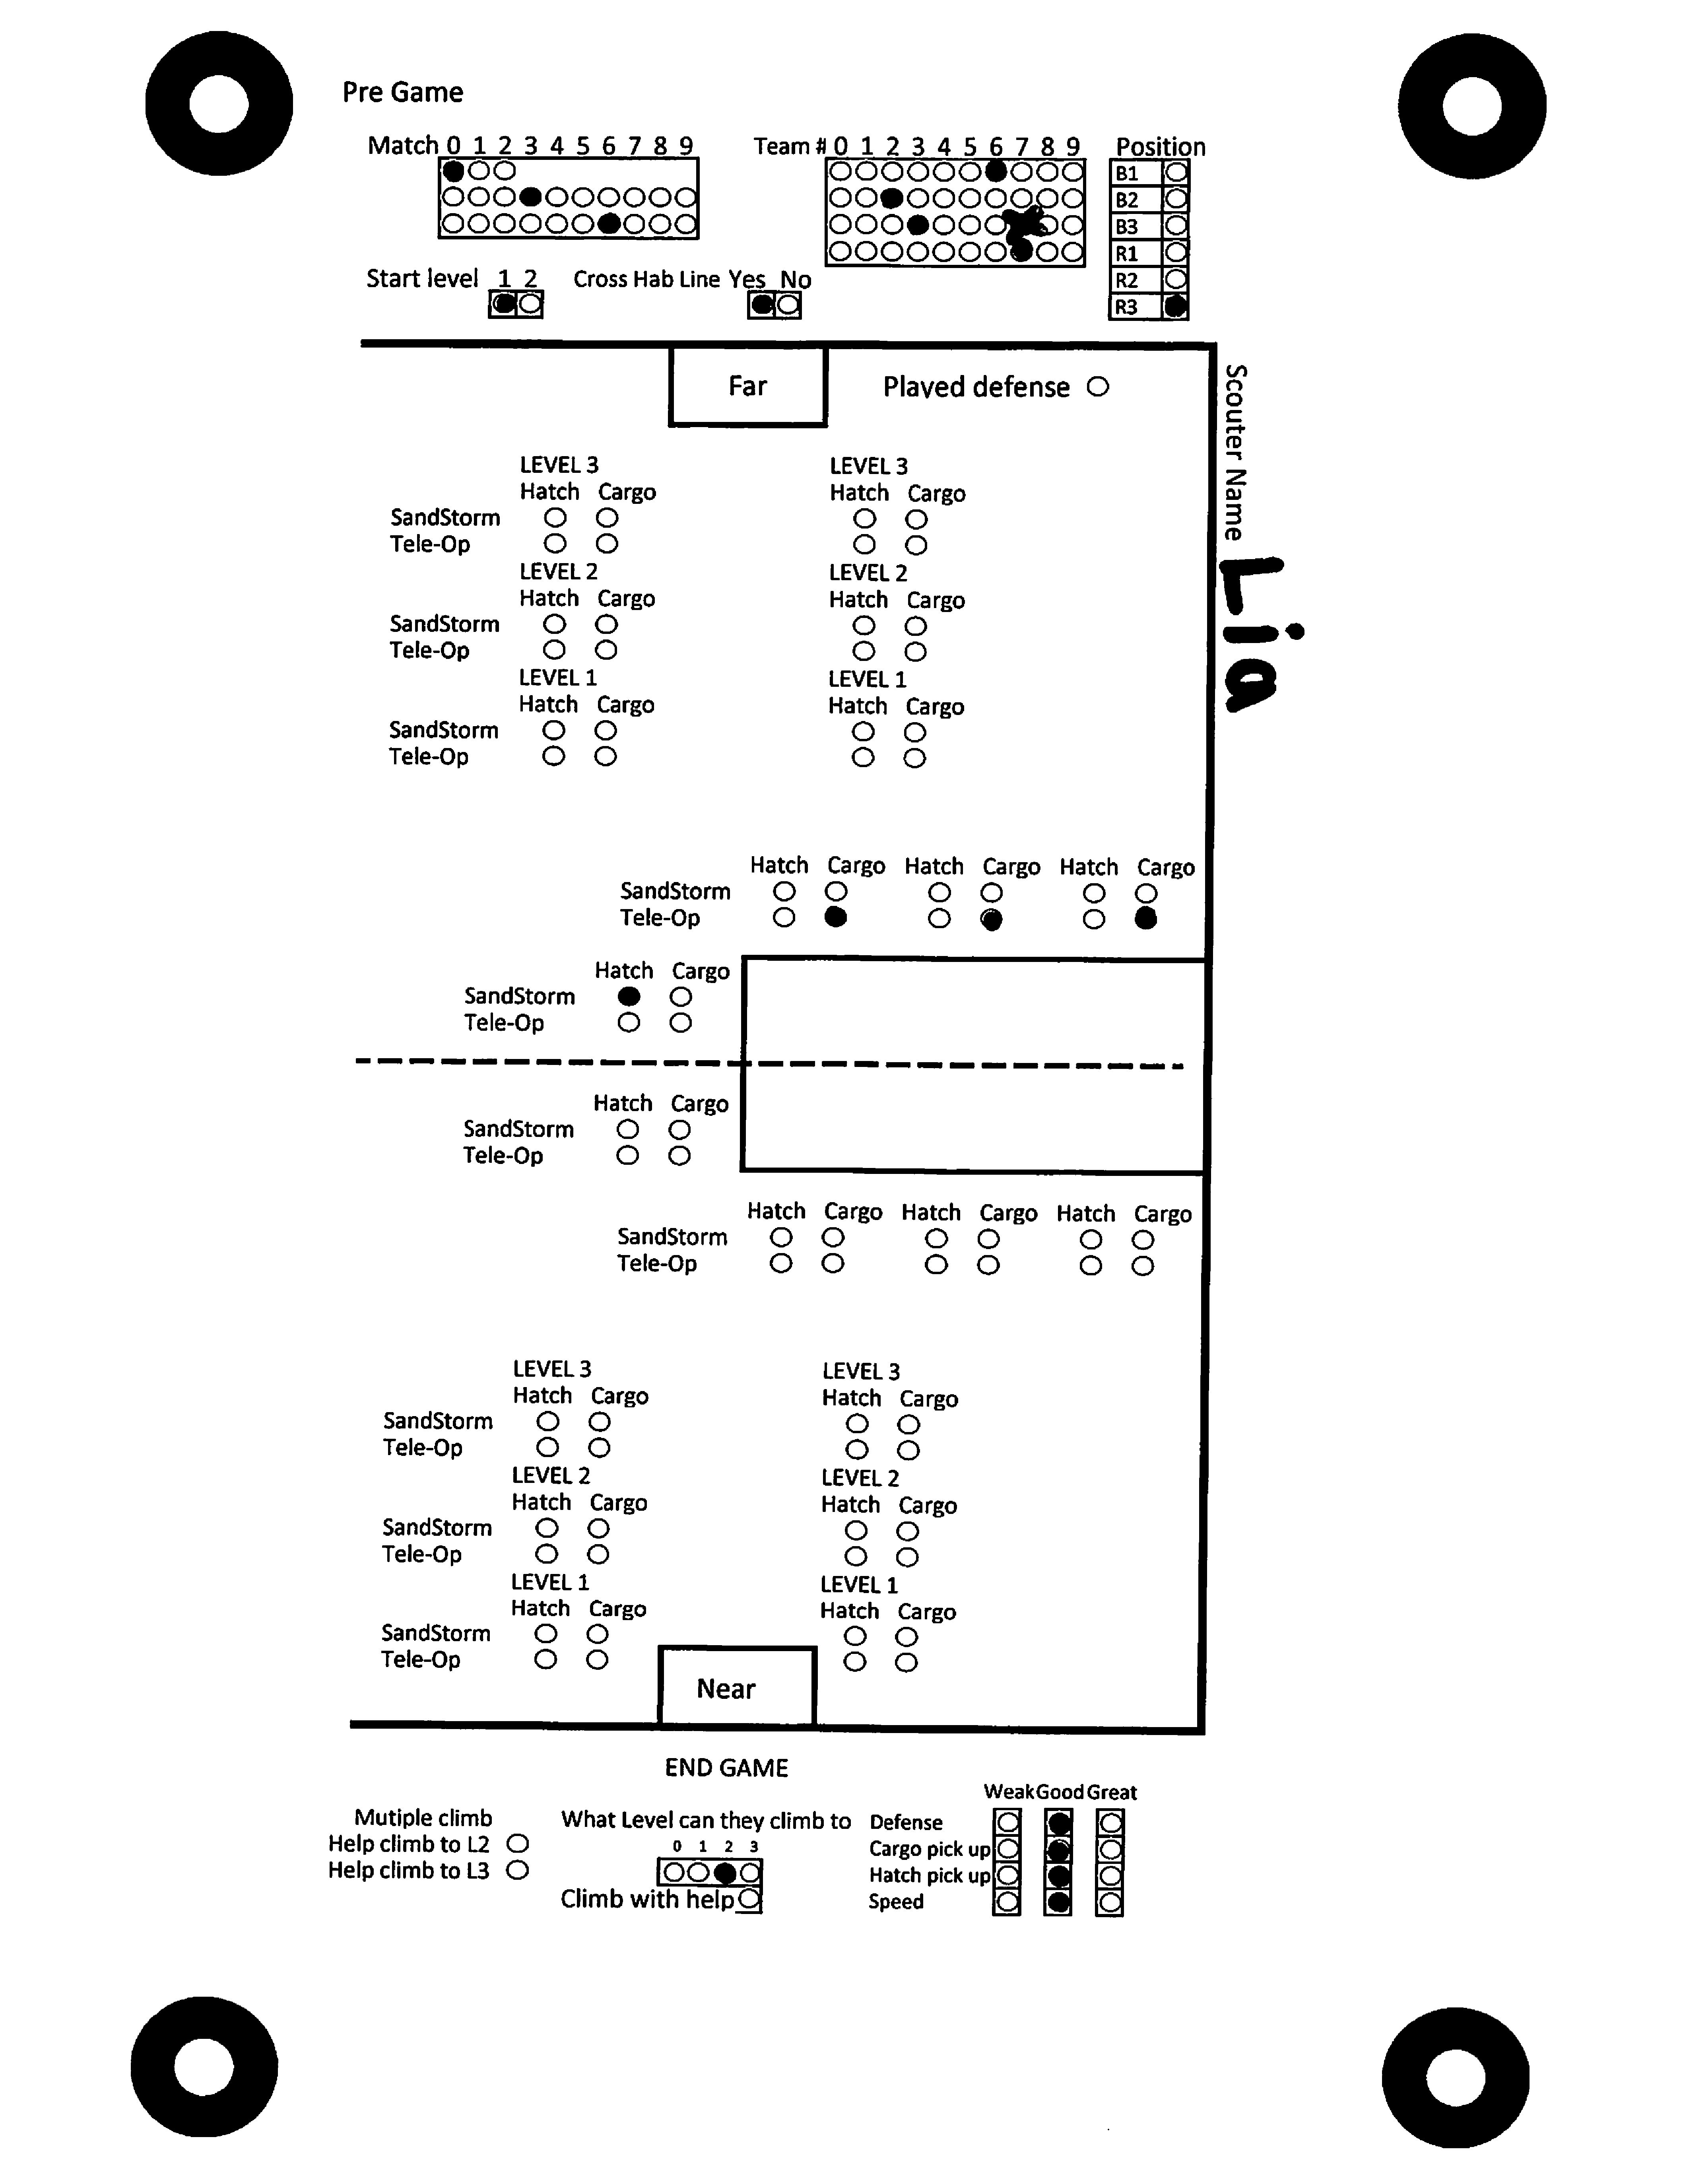 Pre Game
Match 0 1 2 3 4 5 6 7 8 9
Team # 0 1 2 3 4 5 6 7 8 9
Position
B1
B2
B3
R1
R2
R3
Start level 1 2
Cross Hab Line Yes No
Far
Played defense
Scouter Name Lia
LEVEL 3 LEVEL 3
Hatch Cargo Hatch Cargo
SandStorm
Tele-Op
LEVEL 2 LEVEL 2
Hatch Cargo Hatch Cargo
SandStorm
Tele-Op
LEVEL 1 LEVEL 1
Hatch Cargo Hatch Cargo
SandStorm
Tele-Op
Hatch Cargo Hatch Cargo Hatch Cargo
SandStorm
Tele-Op
Hatch Cargo
SandStorm
Tele-Op
Hatch Cargo
SandStorm
Tele-Op
Hatch Cargo Hatch Cargo Hatch Cargo
SandStorm
Tele-Op
LEVEL 3 LEVEL 3
Hatch Cargo Hatch Cargo
SandStorm
Tele-Op
LEVEL 2 LEVEL 2
Hatch Cargo Hatch Cargo
SandStorm
Tele-Op
LEVEL 1 LEVEL 1
Hatch Cargo Hatch Cargo
SandStorm
Tele-Op
Near
END GAME
Mutiple climb
Help climb to L2
Help climb to L3
What Level can they climb to
0 1 2 3
Climb with help
Weak Good Great
Defense
Cargo pick up
Hatch pick up
Speed